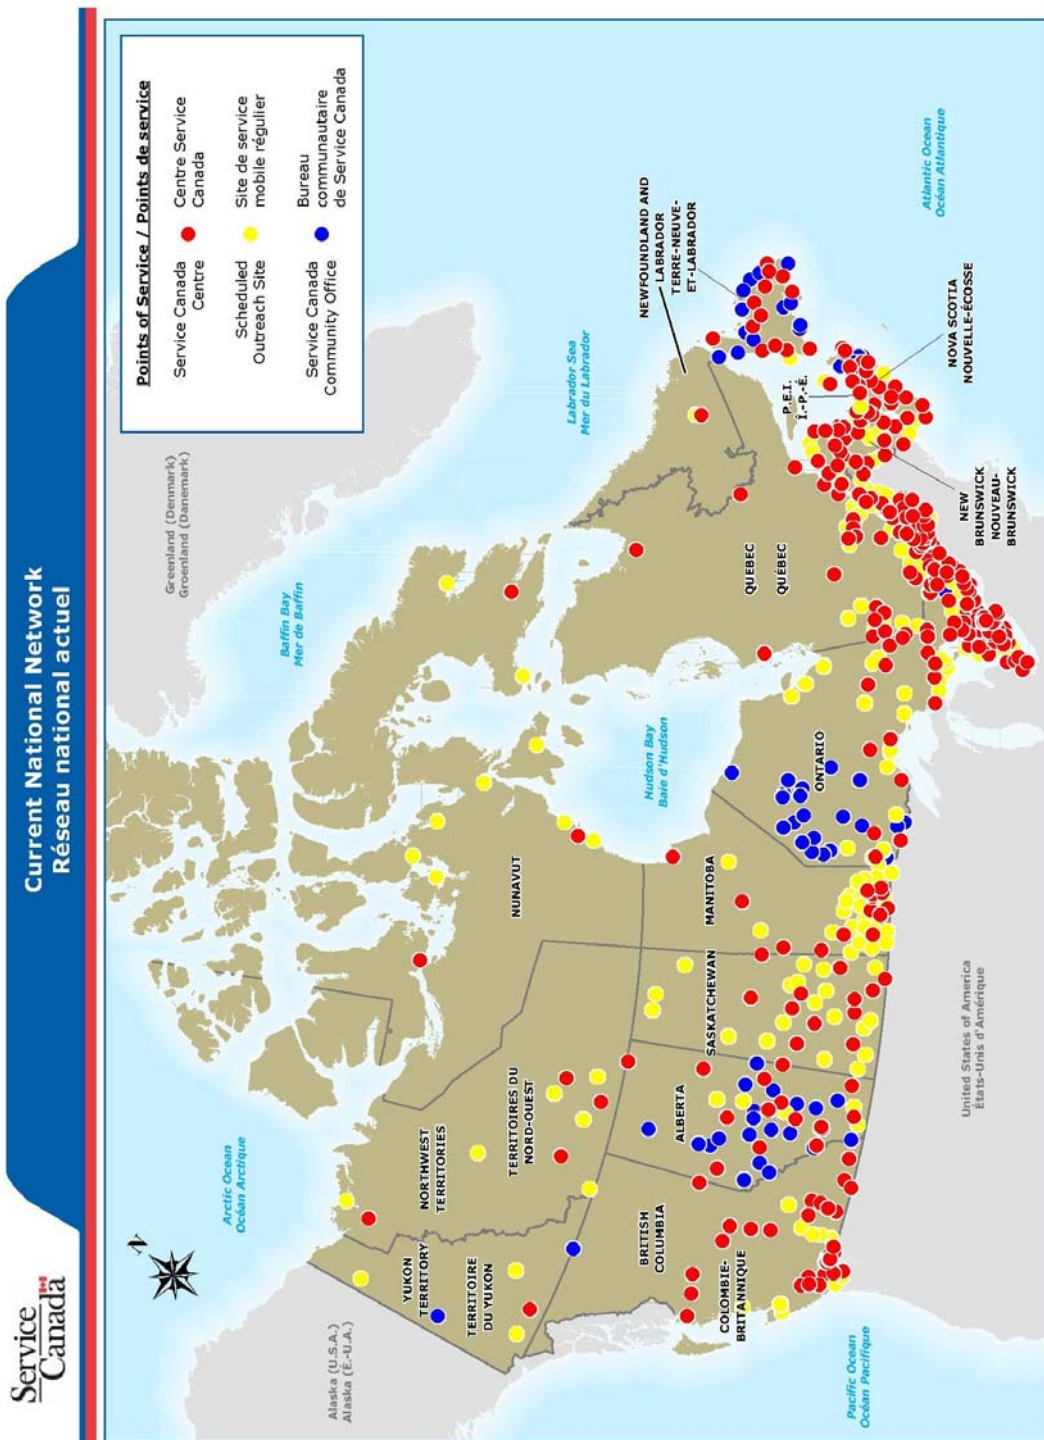 Service
Canada
Current National Network
Réseau national actuel
Points of Service / Points de service
Service Canada
Centre
Centre Service
Canada
Scheduled
Outreach Site
Site de service
mobile régulier
Service Canada
Community Office
Bureau
communautaire
de Service Canada
Greenland (Denmark)
Groenland (Danemark)
Arctic Ocean
Océan Arctique
Baffin Bay
Mer de Baffin
Labrador Sea
Mer du Labrador
Alaska (U.S.A.)
Alaska (É.-U.A.)
YUKON
TERRITORY
TERRITOIRE
DU YUKON
NORTHWEST
TERRITORIES
TERRITOIRES DU
NORD-OUEST
NUNAVUT
Hudson Bay
Baie d'Hudson
NEWFOUNDLAND AND
LABRADOR
TERRE-NEUVE-
ET-LABRADOR
BRITISH
COLUMBIA
COLOMBIE-
BRITANNIQUE
ALBERTA
SASKATCHEWAN
MANITOBA
ONTARIO
QUEBEC
QUÉBEC
P.E.I.
Î.-P.-É.
NOVA SCOTIA
NOUVELLE-ÉCOSSE
NEW
BRUNSWICK
NOUVEAU-
BRUNSWICK
Pacific Ocean
Océan Pacifique
United States of America
États-Unis d'Amérique
Atlantic Ocean
Océan Atlantique
N